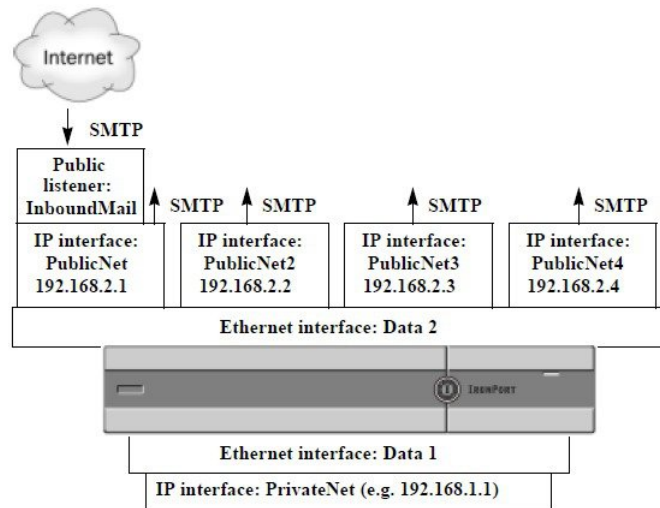 Internet
SMTP
Public
listener:
InboundMail
SMTP
SMTP
SMTP
SMTP
IP interface:
PublicNet
192.168.2.1
IP interface:
PublicNet2
192.168.2.2
IP interface:
PublicNet3
192.168.2.3
IP interface:
PublicNet4
192.168.2.4
Ethernet interface: Data 2
IRONPORT
Ethernet interface: Data 1
IP interface: PrivateNet (e.g. 192.168.1.1)